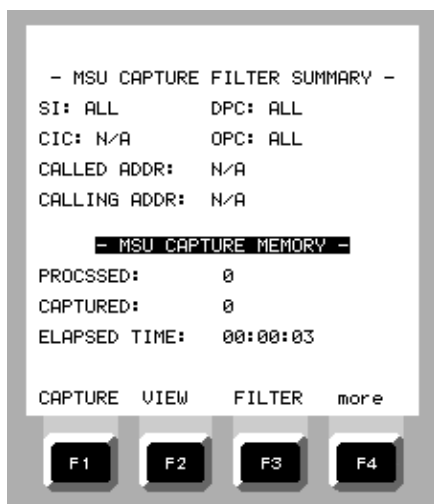 - MSU CAPTURE FILTER SUMMARY -
SI: ALL DPC: ALL
CIC: N/A OPC: ALL
CALLED ADDR: N/A
CALLING ADDR: N/A
- MSU CAPTURE MEMORY -
PROCSSED: 0
CAPTURED: 0
ELAPSED TIME: 00:00:03
CAPTURE VIEW FILTER more
F1 F2 F3 F4